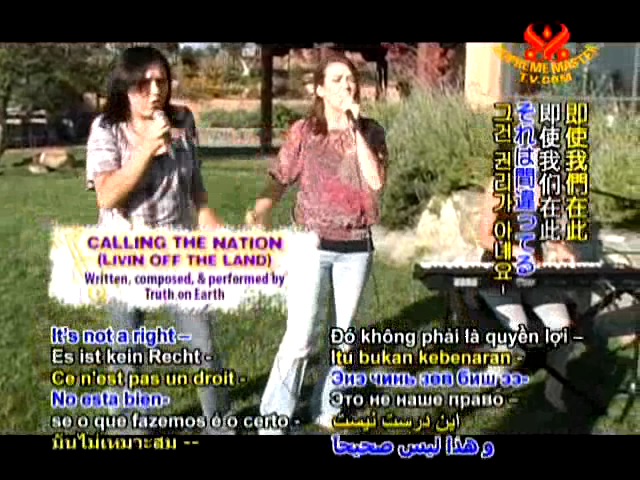 SUPREME MASTER
TV.COM
即使我們在此
即使我们在此
それは間違ってる
그건 권리가 아네요-
CALLING THE NATION
(LIVIN OFF THE LAND)
Written, composed, & performed by
Truth on Earth
It's not a right –
Es ist kein Recht -
Ce n'est pas un droit -
No esta bien-
se o que fazemos é o certo -
มันไม่เหมาะสม --
Đó không phải là quyền lợi –
Itu bukan kebenaran -
Энэ чинь зөв биш ээ-
Это не наше право –
این درست نیست
و هذا ليس صحيحاً